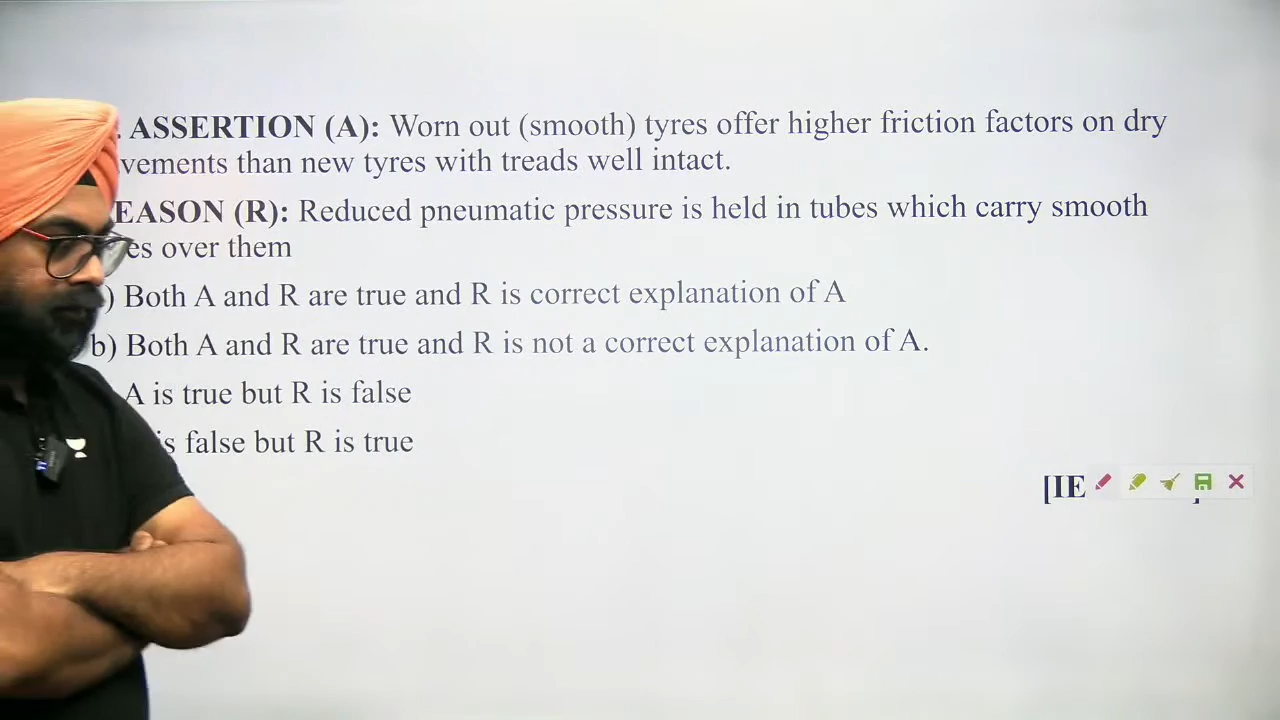 . ASSERTION (A): Worn out (smooth) tyres offer higher friction factors on dry
vements than new tyres with treads well intact.
EASON (R): Reduced pneumatic pressure is held in tubes which carry smooth
es over them
) Both A and R are true and R is correct explanation of A
b) Both A and R are true and R is not a correct explanation of A.
A is true but R is false
is false but R is true
[IE ]